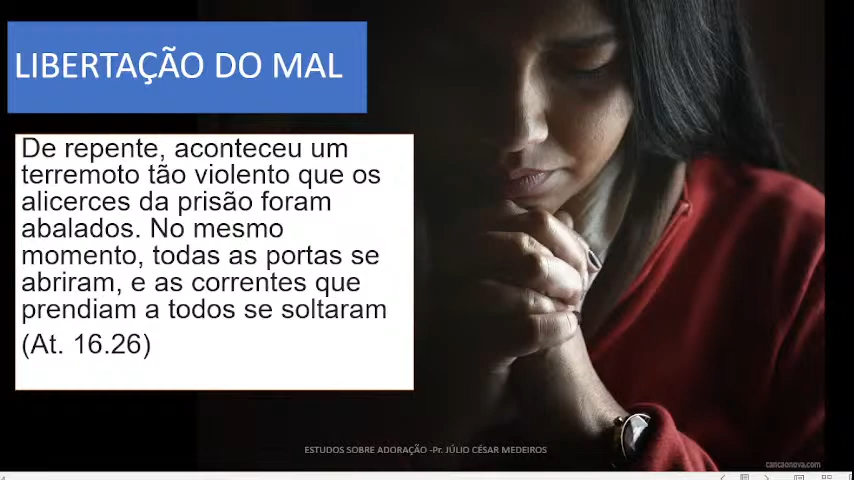 LIBERTAÇÃO DO MAL
De repente, aconteceu um
terremoto tão violento que os
alicerces da prisão foram
abalados. No mesmo
momento, todas as portas se
abriram, e as correntes que
prendiam a todos se soltaram
(At. 16.26)
ESTUDOS SOBRE ADORAÇÃO -Pr. JÚLIO CÉSAR MEDEIROS
cancaonova.com